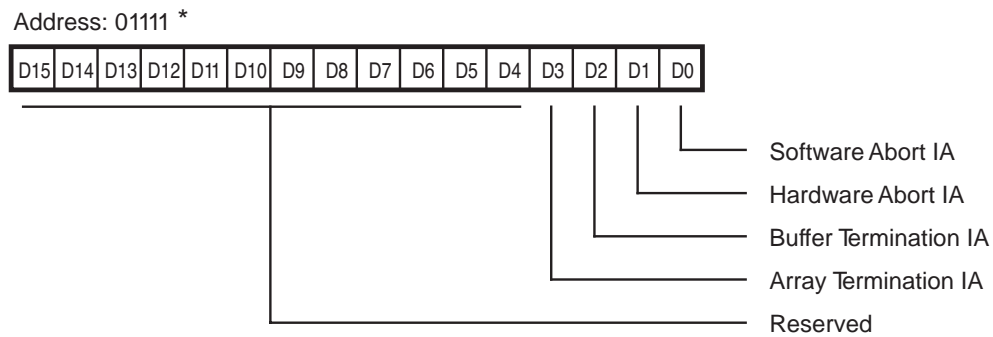 Address: 01111 *
D15 D14 D13 D12 D11 D10 D9 D8 D7 D6 D5 D4 D3 D2 D1 D0
Software Abort IA
Hardware Abort IA
Buffer Termination IA
Array Termination IA
Reserved